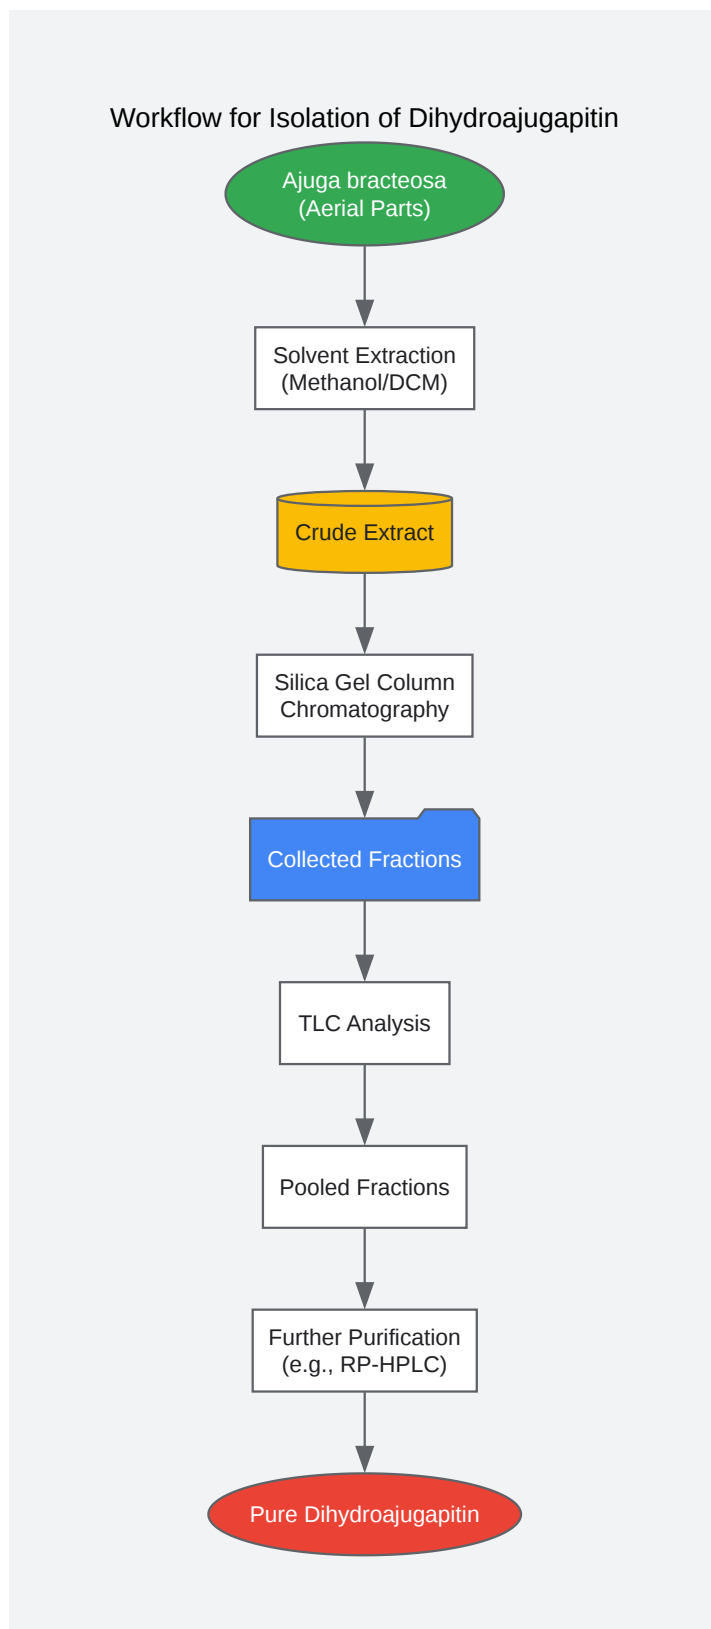 Workflow for Isolation of Dihydroajugapitin
Ajuga bracteosa
(Aerial Parts)
Solvent Extraction
(Methanol/DCM)
Crude Extract
Silica Gel Column
Chromatography
Collected Fractions
TLC Analysis
Pooled Fractions
Further Purification
(e.g., RP-HPLC)
Pure Dihydroajugapitin